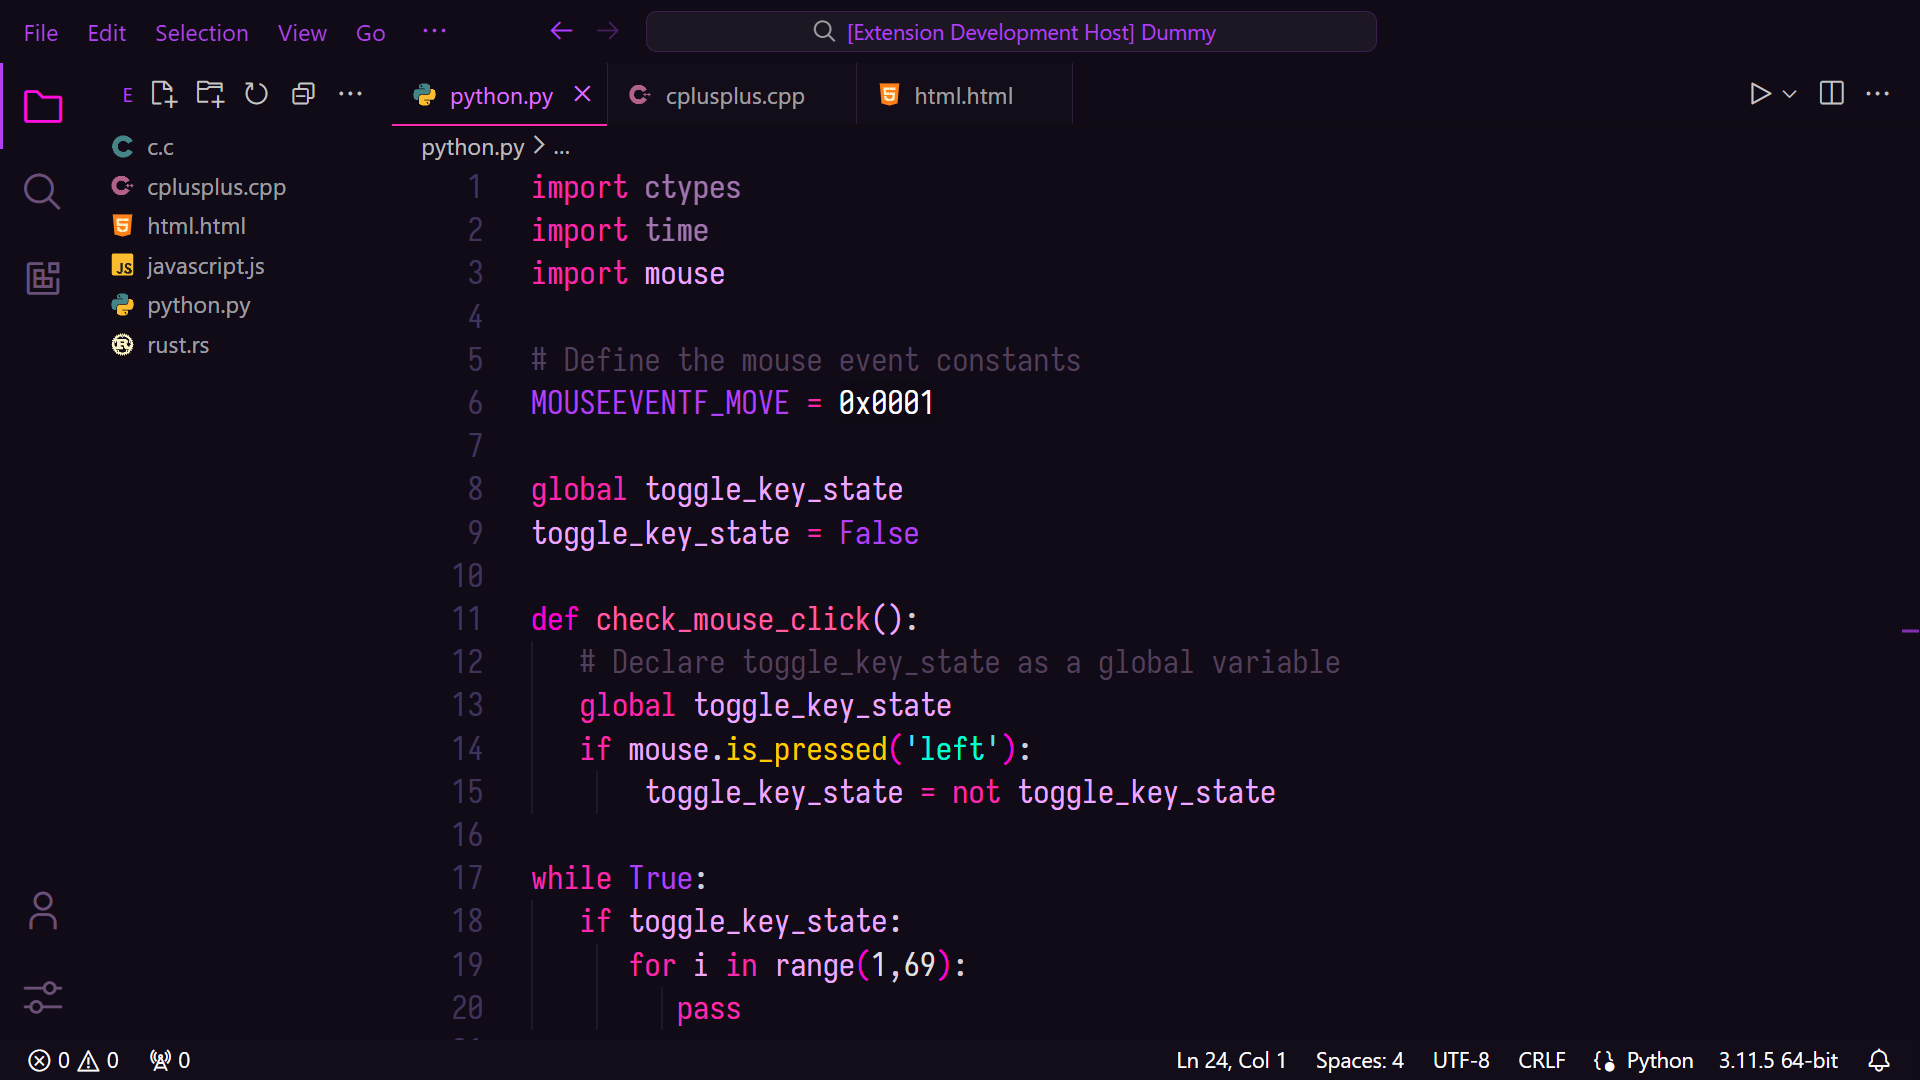 File Edit Selection View Go ...
[Extension Development Host] Dummy
E
python.py cplusplus.cpp html.html
c.c
cplusplus.cpp
html.html
javascript.js
python.py
rust.rs
python.py > ...
1 import ctypes
2 import time
3 import mouse
4
5 # Define the mouse event constants
6 MOUSEEVENTF_MOVE = 0x0001
7
8 global toggle_key_state
9 toggle_key_state = False
10
11 def check_mouse_click():
12 # Declare toggle_key_state as a global variable
13 global toggle_key_state
14 if mouse.is_pressed('left'):
15 toggle_key_state = not toggle_key_state
16
17 while True:
18 if toggle_key_state:
19 for i in range(1,69):
20 pass
0 0 0
Ln 24, Col 1 Spaces: 4 UTF-8 CRLF {} Python 3.11.5 64-bit